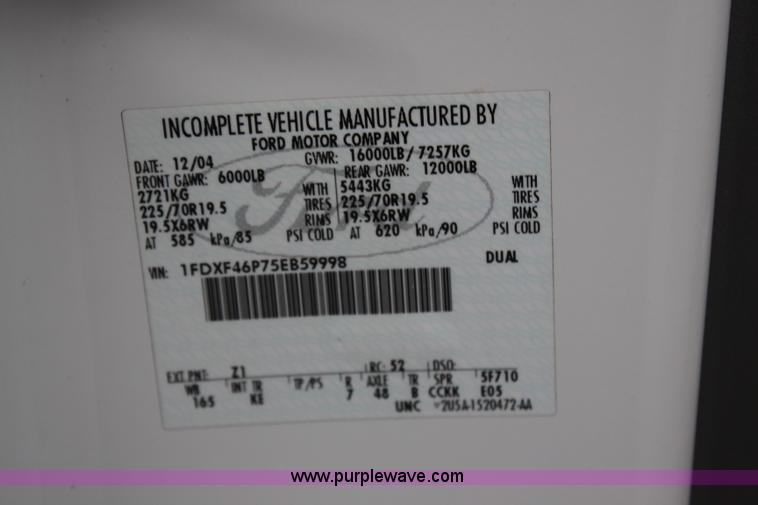 INCOMPLETE VEHICLE MANUFACTURED BY
FORD MOTOR COMPANY
DATE: 12/04 GVWR: 16000LB/ 7257KG
FRONT GAWR: 6000LB REAR GAWR: 12000LB
2721KG WITH 5443KG WITH
225/70R19.5 TIRES 225/70R19.5 TIRES
19.5X6RW RIMS 19.5X6RW RIMS
AT 585 kPa/85 PSI COLD AT 620 kPa/90 PSI COLD
VIN: 1FDXF46P75EB59998 DUAL
Ford
EXT PNT: Z1 RC: 52 DSO:
WB INT TR TP/PS R AXLE TR SPR 5F710
165 KE 7 48 B CCKK E05
UNC 2U5A-1520472-AA
www.purplewave.com